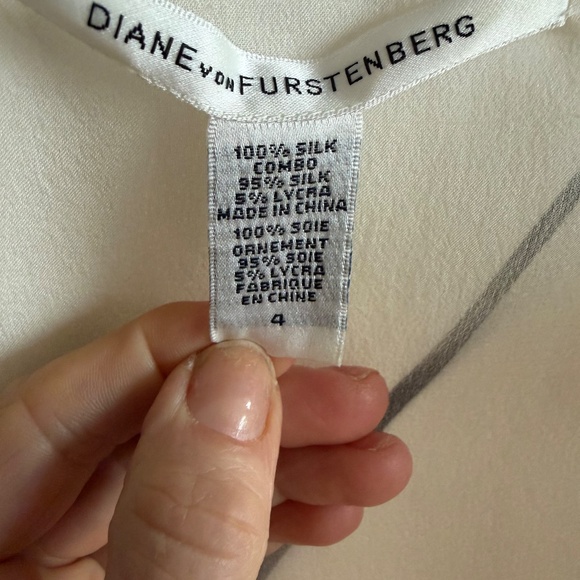 DIANE VON FURSTENBERG
100% SILK
COMBO
95% SILK
5% LYCRA
MADE IN CHINA
100% SOIE
ORNEMENT
95% SOIE
5% LYCRA
FABRIQUE
EN CHINE
4